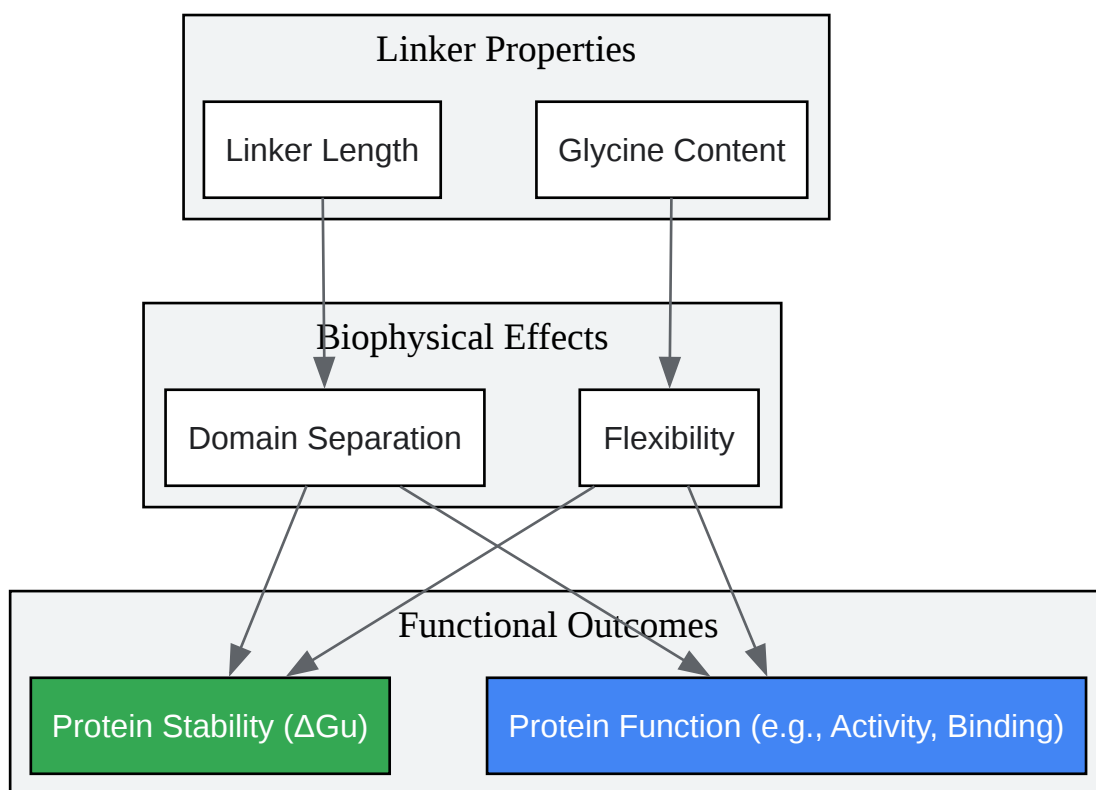 Linker Properties
Linker Length
Glycine Content
Biophysical Effects
Domain Separation
Flexibility
Functional Outcomes
Protein Stability (ΔGu)
Protein Function (e.g., Activity, Binding)